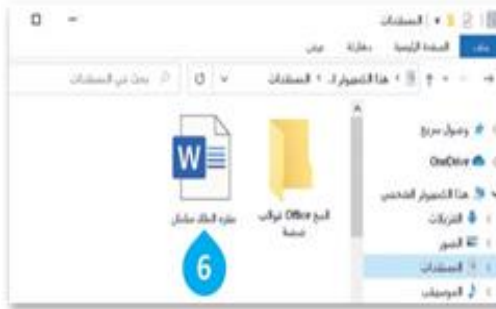 المستندات
ملف الصفحة الرئيسية مشاركة عرض
هذا الكمبيوتر ا. المستندات
بحث في المستندات
وصول سريع
OneDrive
هذا الكمبيوتر الشخصي
التنزيلات
الصور
المستندات
الموسيقى
Office قوالب
W
6